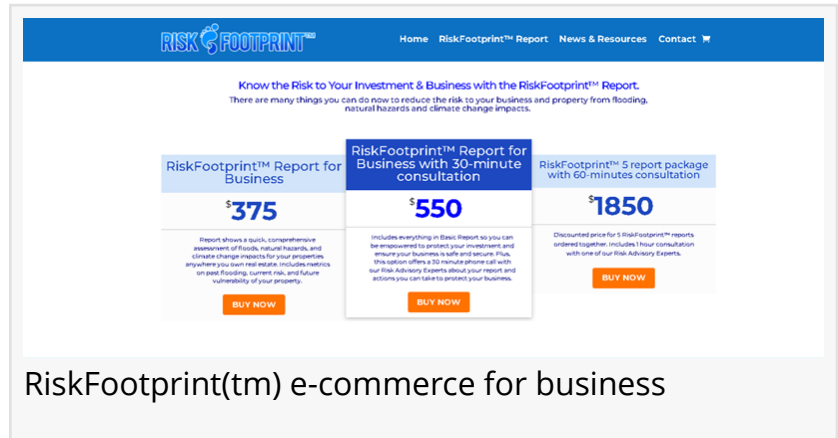 RISK FOOTPRINT™
Home RiskFootprint™ Report News & Resources Contact
Know the Risk to Your Investment & Business with the RiskFootprint™ Report.
There are many things you can do now to reduce the risk to your business and property from flooding,
natural hazards and climate change impacts.
RiskFootprint™ Report for
Business
$375
Report shows a quick, comprehensive
assessment of floods, natural hazards, and
climate change impacts for your properties
anywhere you own real estate. Includes metrics
on past flooding, current risk, and future
vulnerability of your property.
BUY NOW
RiskFootprint™ Report for
Business with 30-minute
consultation
$550
Includes everything in Basic Report so you can
be empowered to protect your investment and
ensure your business is safe and secure. Plus,
this option offers a 30 minute phone call with
our Risk Advisory Experts about your report and
actions you can take to protect your business.
BUY NOW
RiskFootprint™ 5 report package
with 60-minutes consultation
$1850
Discounted price for 5 RiskFootprint™ reports
ordered together. Includes 1 hour consultation
with one of our Risk Advisory Experts.
BUY NOW
RiskFootprint(tm) e-commerce for business